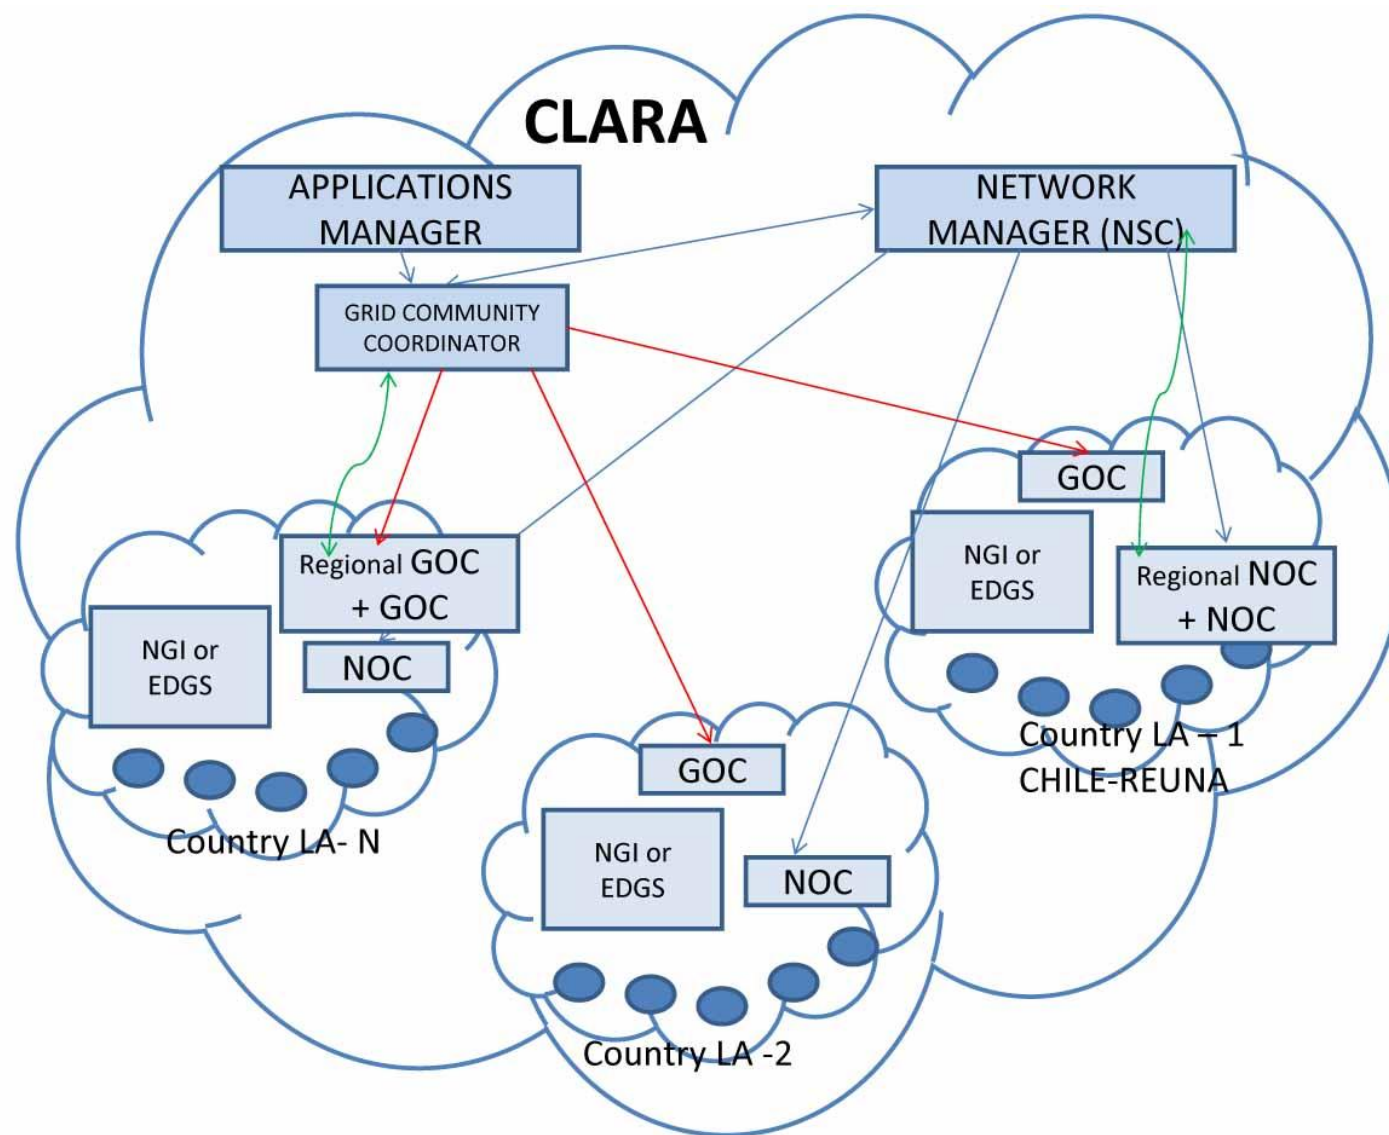 CLARA
APPLICATIONS
MANAGER
NETWORK
MANAGER (NSC)
GRID COMMUNITY
COORDINATOR
GOC
NGI or
EDGS
Regional NOC
+ NOC
Country LA – 1
CHILE-REUNA
Regional GOC
+ GOC
NGI or
EDGS
NOC
Country LA- N
GOC
NGI or
EDGS
NOC
Country LA -2